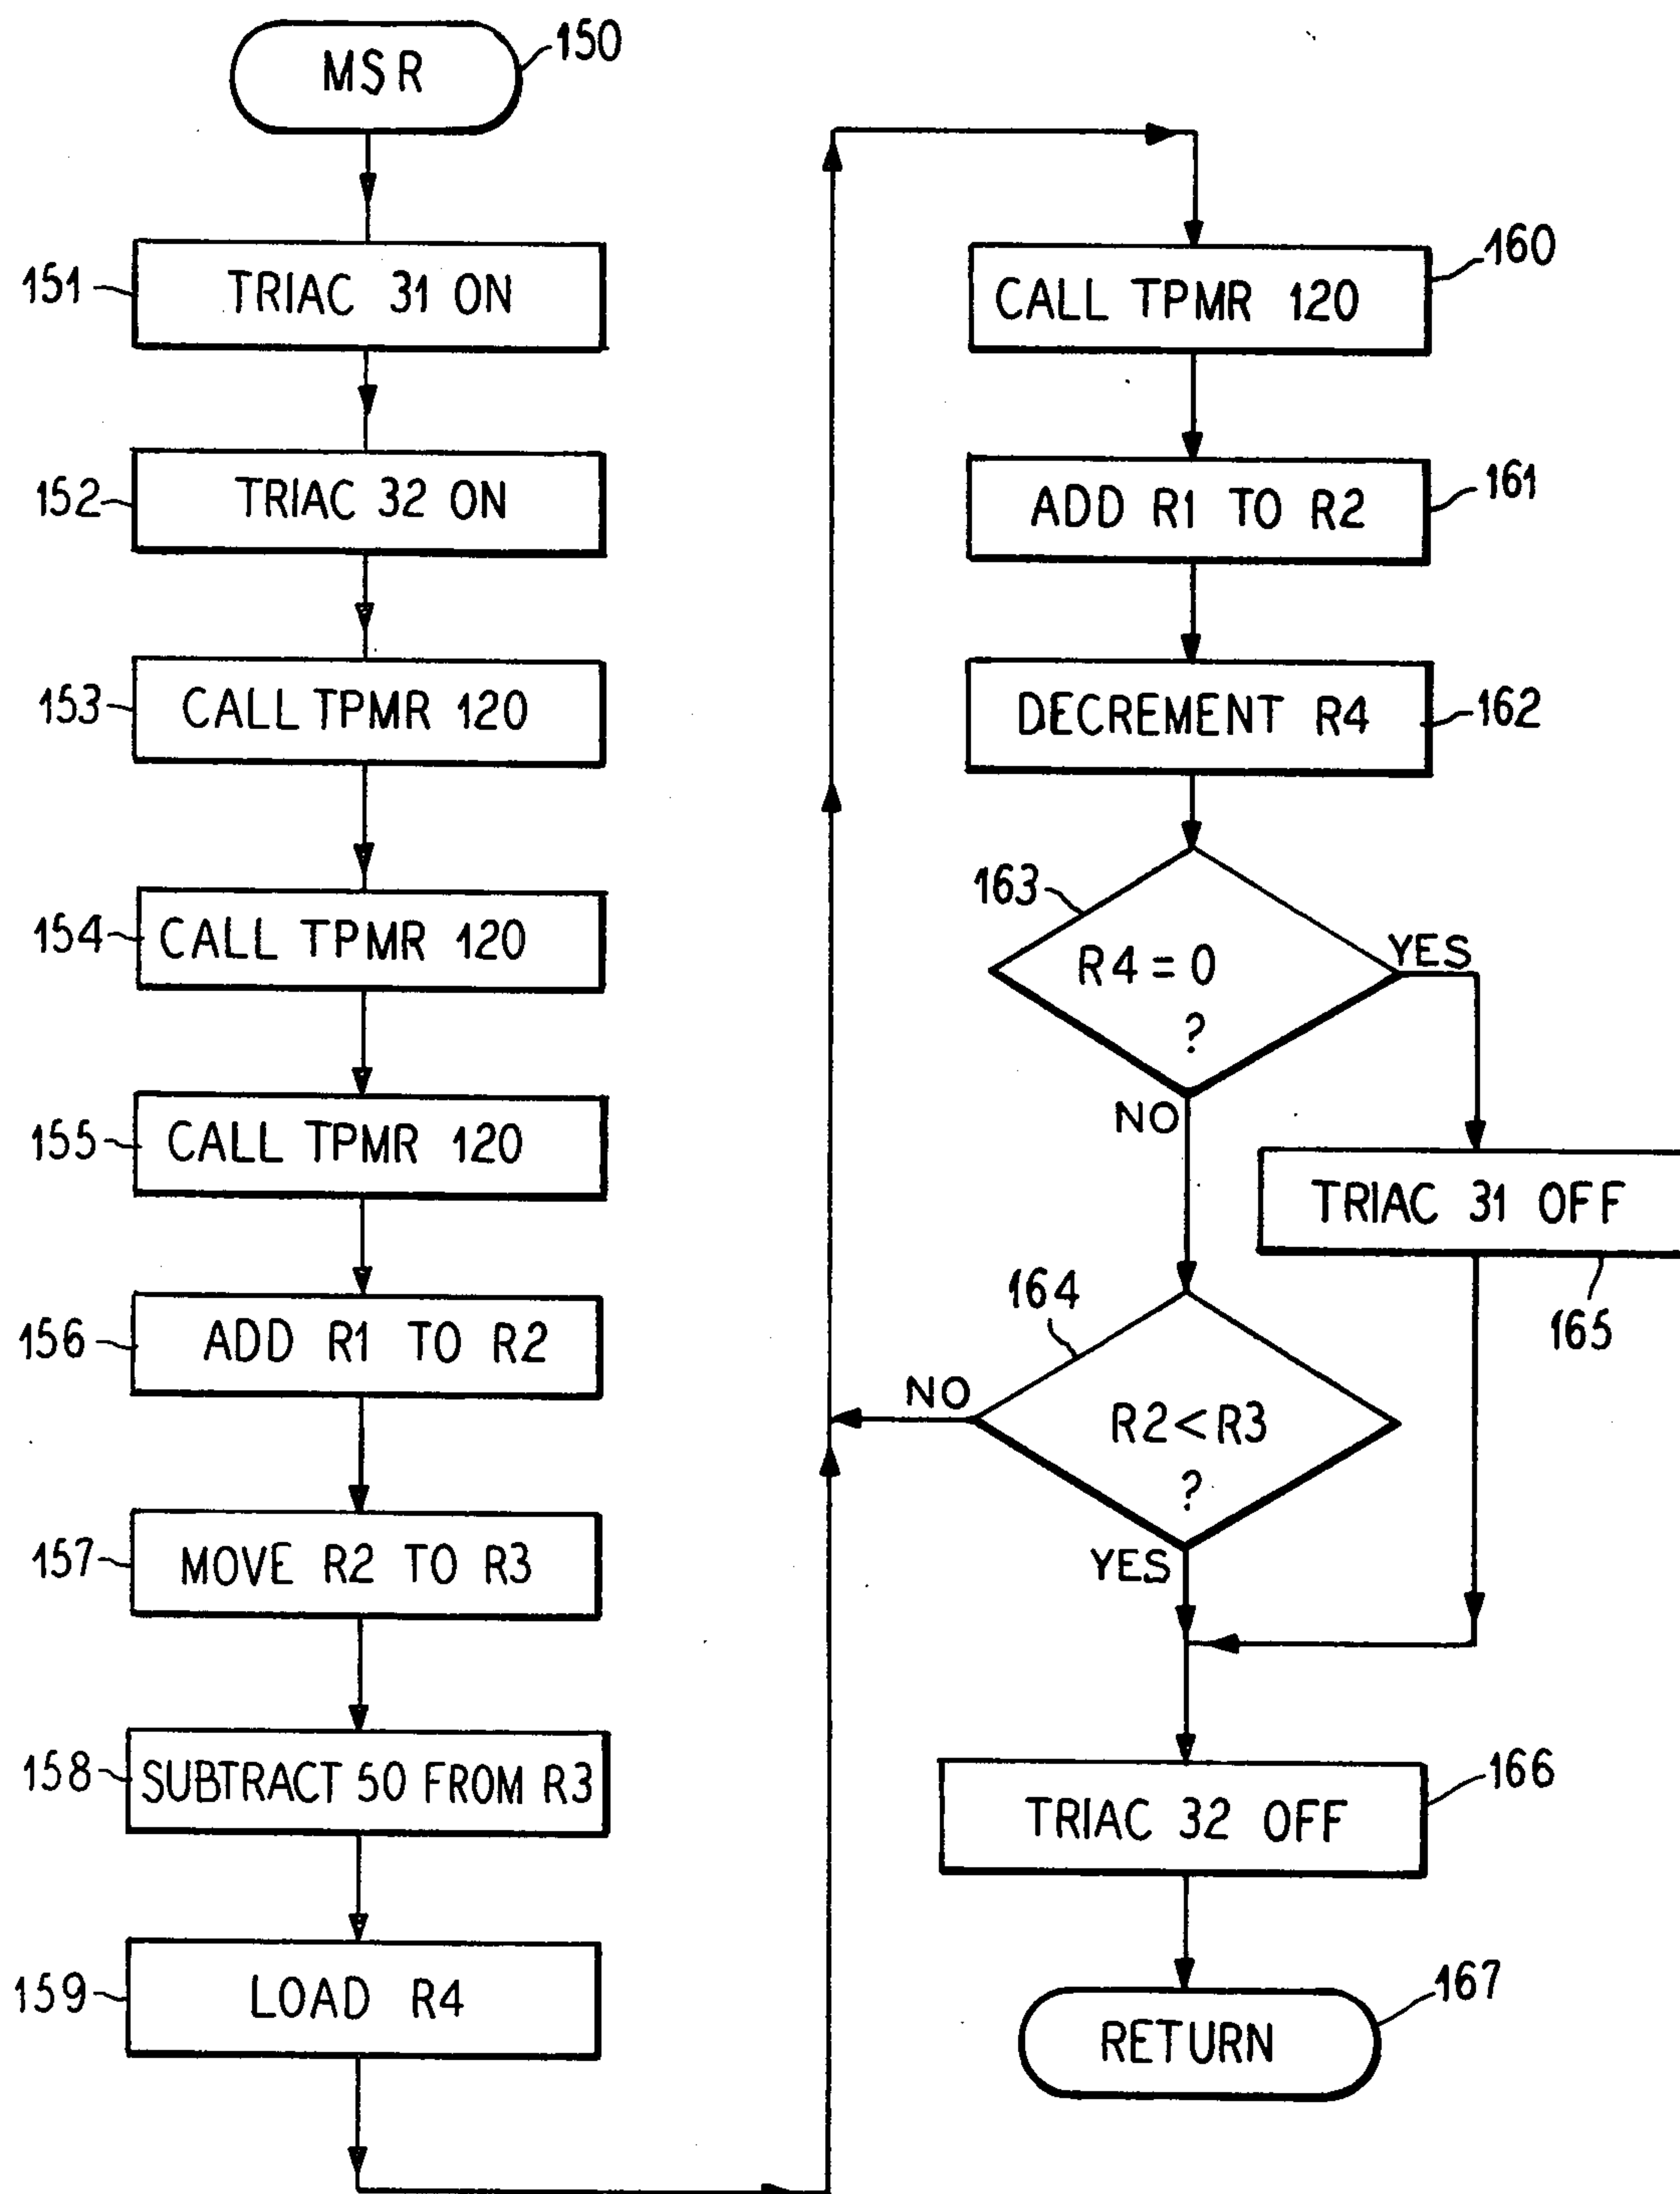 MSR
150
151
TRIAC 31 ON
152
TRIAC 32 ON
153
CALL TPMR 120
154
CALL TPMR 120
155
CALL TPMR 120
156
ADD R1 TO R2
157
MOVE R2 TO R3
158
SUBTRACT 50 FROM R3
159
LOAD R4
160
CALL TPMR 120
161
ADD R1 TO R2
162
DECREMENT R4
163
R4 = 0
?
YES
NO
TRIAC 31 OFF
165
164
NO
R2 < R3
?
YES
166
TRIAC 32 OFF
167
RETURN